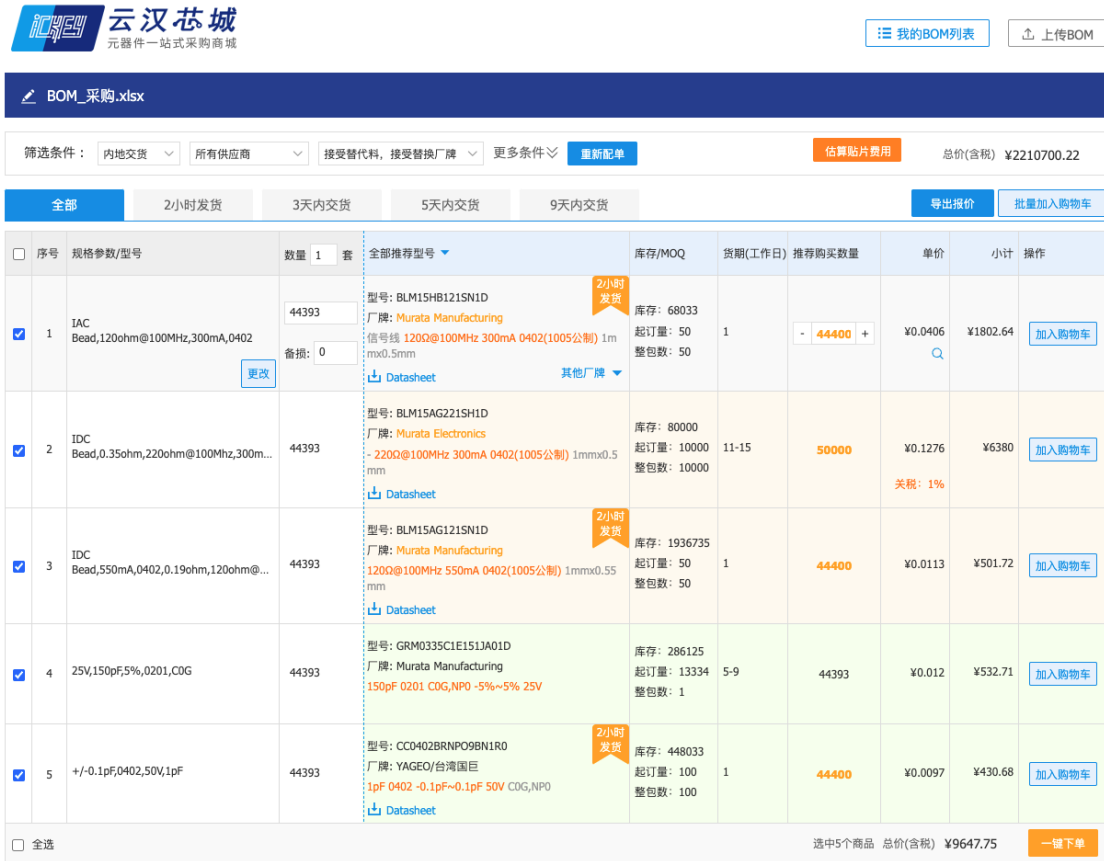 ICKEY 云汉芯城
元器件一站式采购商城
我的BOM列表
上传BOM
BOM_采购.xlsx
筛选条件： 内地交货 所有供应商 接受替代料，接受替换厂牌 更多条件 重新配单 估算贴片费用 总价(含税) ¥2210700.22
全部 2小时发货 3天内交货 5天内交货 9天内交货 导出报价 批量加入购物车
序号 规格参数/型号 数量 1 套 全部推荐型号 库存/MOQ 货期(工作日) 推荐购买数量 单价 小计 操作
1
IAC
Bead,120ohm@100MHz,300mA,0402
更改
44393
备损: 0
型号: BLM15HB121SN1D
厂牌: Murata Manufacturing
信号线 120Ω@100MHz 300mA 0402(1005公制) 1m
mx0.5mm
Datasheet
其他厂牌
2小时
发货
库存: 68033
起订量: 50
整包数: 50
1
- 44400 +
¥0.0406
¥1802.64
加入购物车
2
IDC
Bead,0.35ohm,220ohm@100Mhz,300m...
44393
型号: BLM15AG221SH1D
厂牌: Murata Electronics
- 220Ω@100MHz 300mA 0402(1005公制) 1mmx0.5
mm
Datasheet
库存: 80000
起订量: 10000
整包数: 10000
11-15
50000
¥0.1276
关税: 1%
¥6380
加入购物车
3
IDC
Bead,550mA,0402,0.19ohm,120ohm@...
44393
型号: BLM15AG121SN1D
厂牌: Murata Manufacturing
120Ω@100MHz 550mA 0402(1005公制) 1mmx0.55
mm
Datasheet
2小时
发货
库存: 1936735
起订量: 50
整包数: 50
1
44400
¥0.0113
¥501.72
加入购物车
4
25V,150pF,5%,0201,C0G
44393
型号: GRM0335C1E151JA01D
厂牌: Murata Manufacturing
150pF 0201 C0G,NP0 -5%~5% 25V
库存: 286125
起订量: 13334
整包数: 1
5-9
44393
¥0.012
¥532.71
加入购物车
5
+/-0.1pF,0402,50V,1pF
44393
型号: CC0402BRNPO9BN1R0
厂牌: YAGEO/台湾国巨
1pF 0402 -0.1pF~0.1pF 50V C0G,NP0
Datasheet
2小时
发货
库存: 448033
起订量: 100
整包数: 100
1
44400
¥0.0097
¥430.68
加入购物车
全选 选中5个商品 总价(含税) ¥9647.75 一键下单